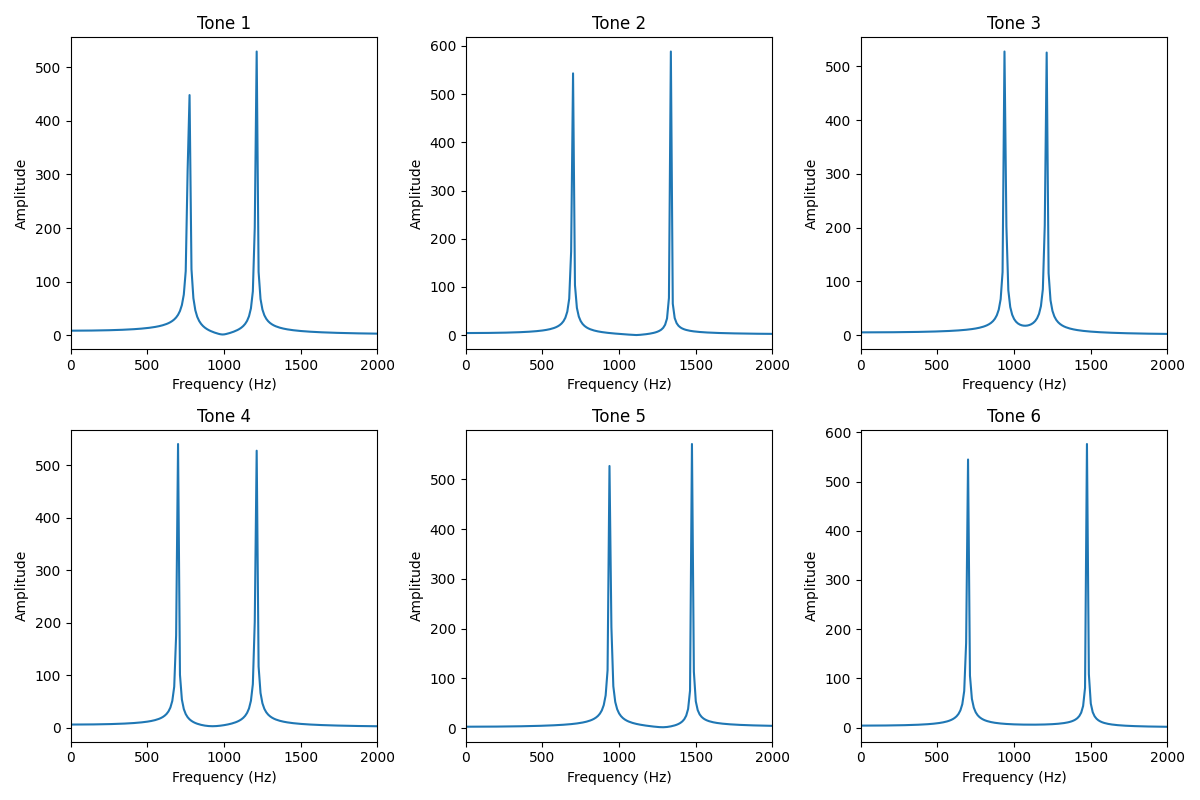 Tone 1 Tone 2 Tone 3
Amplitude Amplitude Amplitude
500 600 500
400 500 400
300 400 300
200 300 200
100 200 100
0 100 0
0
0 500 1000 1500 2000 0 500 1000 1500 2000 0 500 1000 1500 2000
Frequency (Hz) Frequency (Hz) Frequency (Hz)
Tone 4 Tone 5 Tone 6
Amplitude Amplitude Amplitude
500 500 600
400 400 500
300 300 400
200 200 300
100 100 200
0 0 100
0
0 500 1000 1500 2000 0 500 1000 1500 2000 0 500 1000 1500 2000
Frequency (Hz) Frequency (Hz) Frequency (Hz)